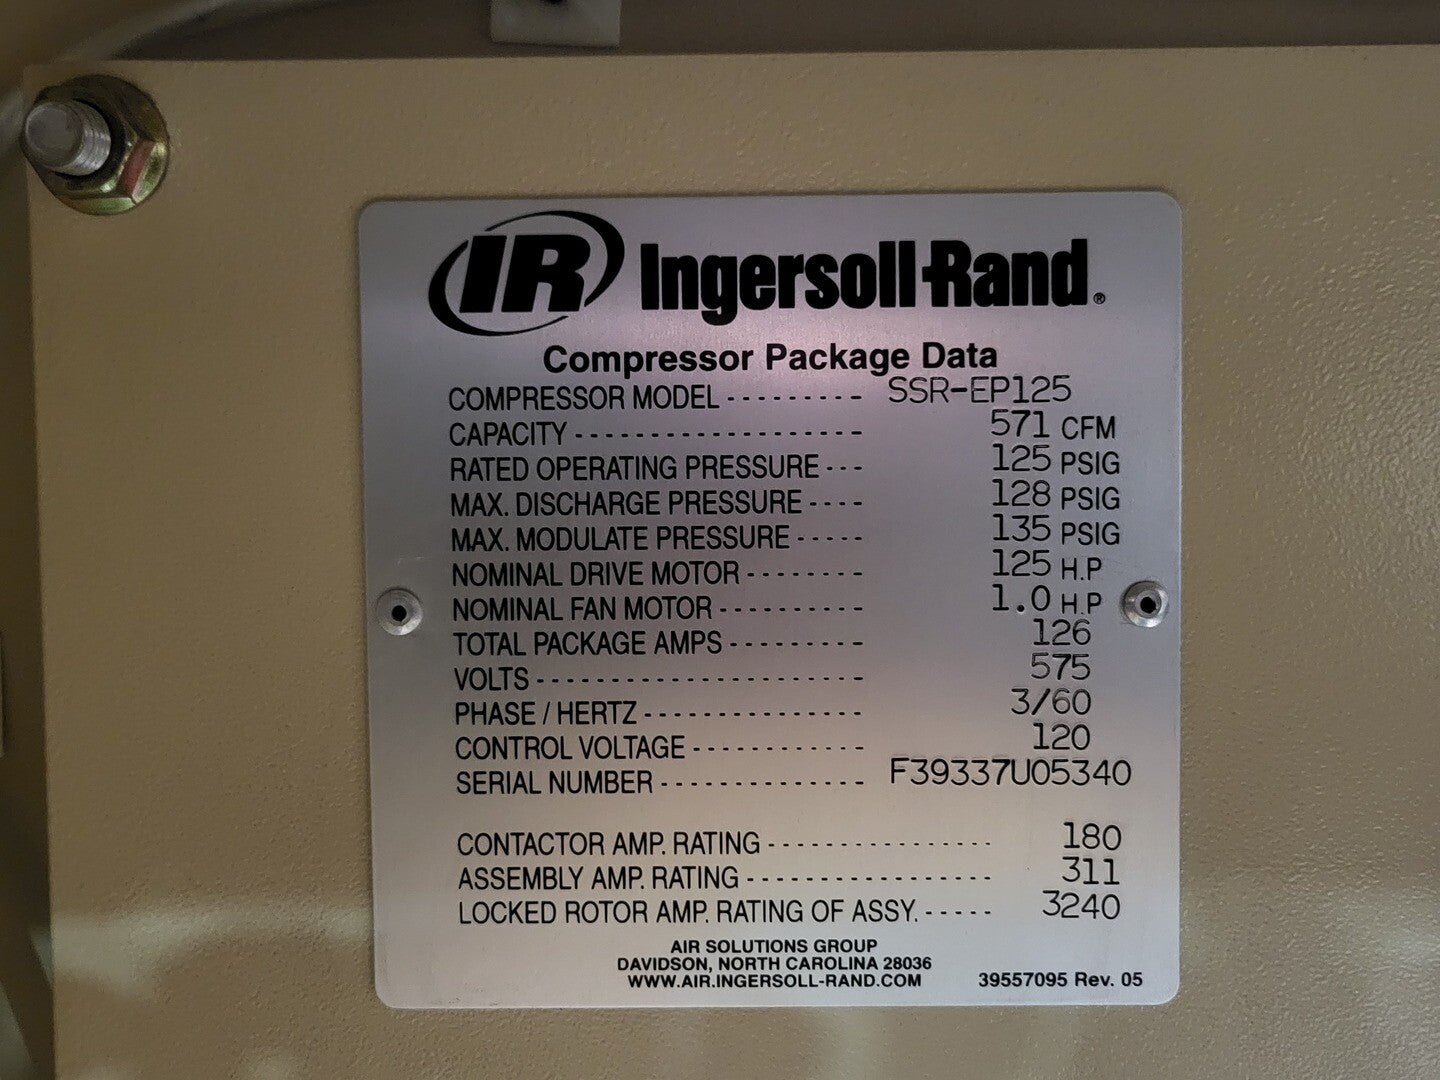 IR Ingersoll-Rand®
Compressor Package Data
COMPRESSOR MODEL --------- SSR-EP125
CAPACITY ------------------- 571 CFM
RATED OPERATING PRESSURE --- 125 PSIG
MAX. DISCHARGE PRESSURE ---- 128 PSIG
MAX. MODULATE PRESSURE ----- 135 PSIG
NOMINAL DRIVE MOTOR -------- 125 H.P
NOMINAL FAN MOTOR ---------- 1.0 H.P
TOTAL PACKAGE AMPS --------- 126
VOLTS ---------------------- 575
PHASE / HERTZ --------------- 3/60
CONTROL VOLTAGE ------------ 120
SERIAL NUMBER -------------- F39337U05340
CONTACTOR AMP. RATING ---------------- 180
ASSEMBLY AMP. RATING ----------------- 311
LOCKED ROTOR AMP. RATING OF ASSY. ----- 3240
AIR SOLUTIONS GROUP
DAVIDSON, NORTH CAROLINA 28036
WWW.AIR.INGERSOLL-RAND.COM 39557095 Rev. 05